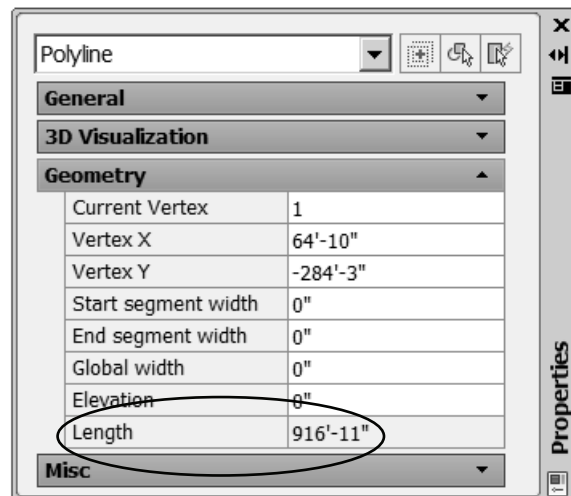 Polyline
General
3D Visualization
Geometry
Current Vertex 1
Vertex X 64'-10"
Vertex Y -284'-3"
Start segment width 0"
End segment width 0"
Global width 0"
Elevation 0"
Length 916'-11"
Misc
Properties